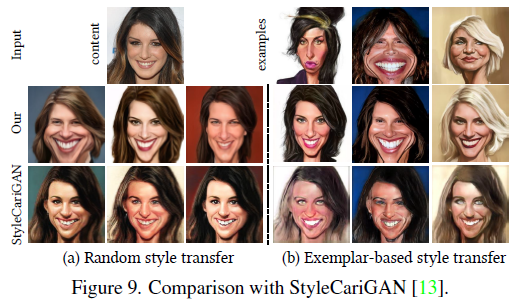 Input
content
examples
Our
StyleCariGAN
(a) Random style transfer
(b) Exemplar-based style transfer
Figure 9. Comparison with StyleCariGAN [13].